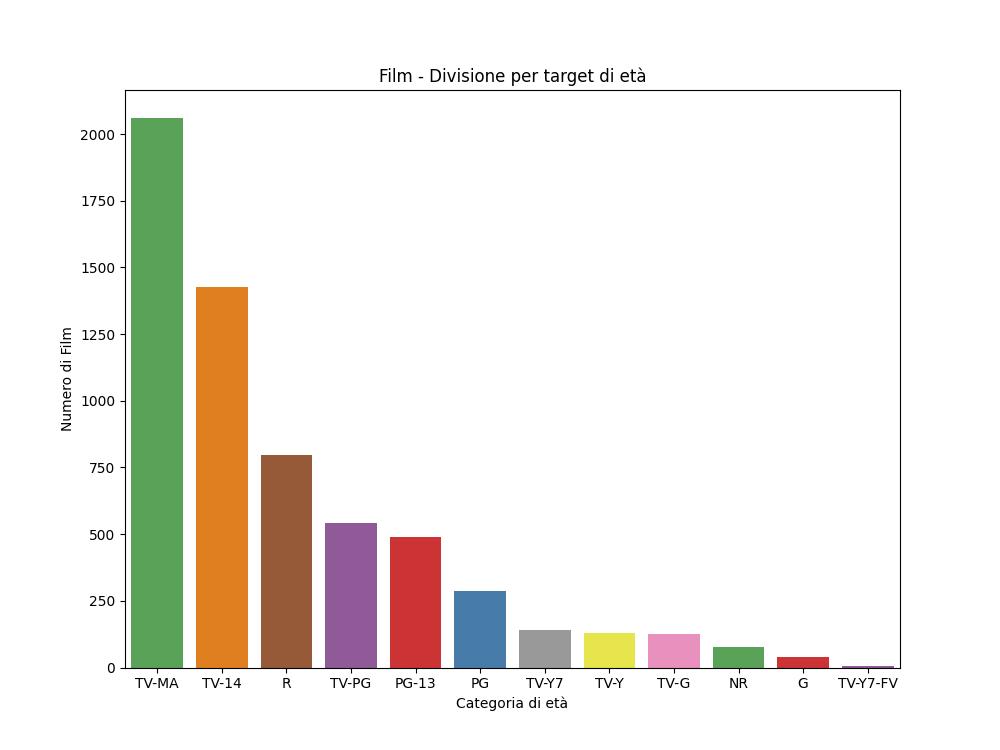 Film - Divisione per target di età
2000
1750
1500
1250
1000
750
500
250
0
Numero di Film
TV-MA TV-14 R TV-PG PG-13 PG TV-Y7 TV-Y TV-G NR G TV-Y7-FV
Categoria di età